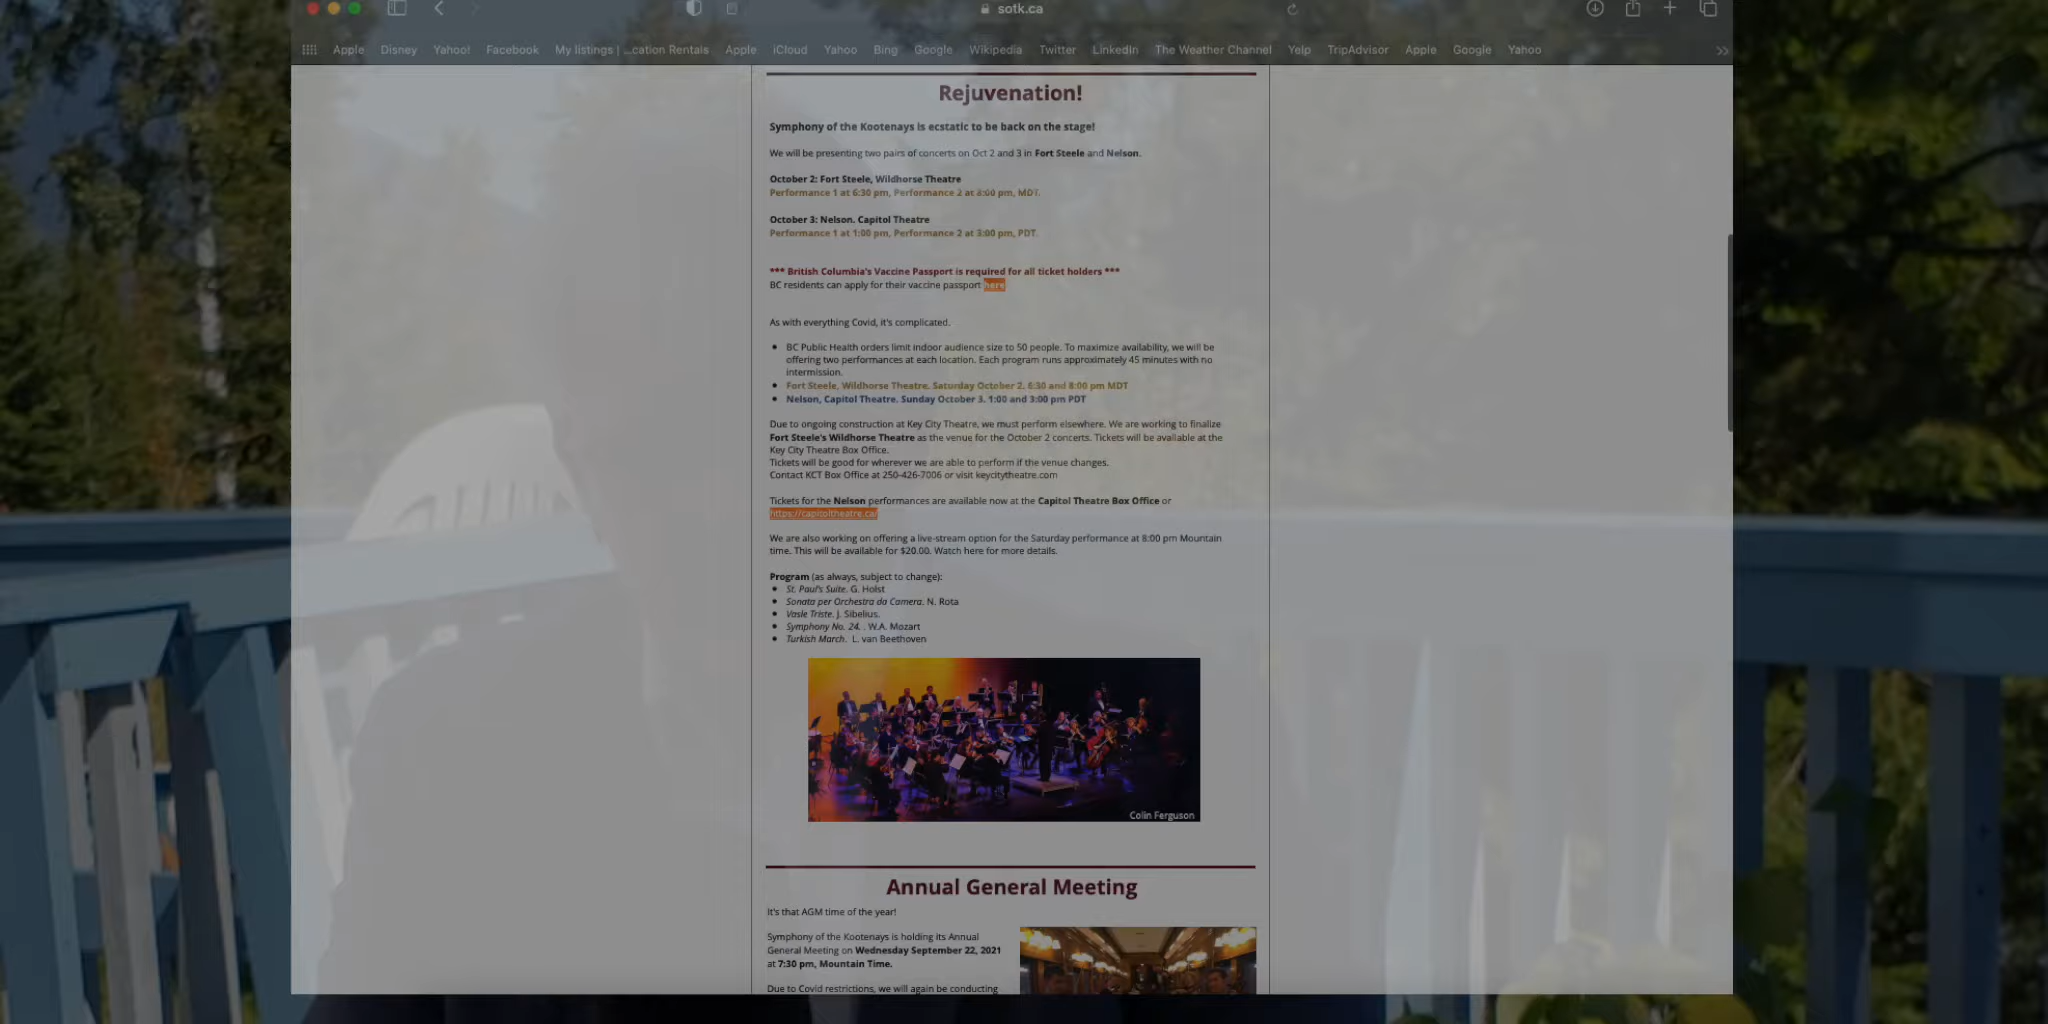 sotk.ca
Apple Disney Yahoo! Facebook My listings | ...cation Rentals Apple iCloud Yahoo Bing Google Wikipedia Twitter LinkedIn The Weather Channel Yelp TripAdvisor Apple Google Yahoo
Rejuvenation!
Symphony of the Kootenays is ecstatic to be back on the stage!
We will be presenting two pairs of concerts on Oct 2 and 3 in Fort Steele and Nelson.
October 2: Fort Steele, Wildhorse Theatre
Performance 1 at 6:30 pm, Performance 2 at 8:00 pm, MDT.
October 3: Nelson. Capitol Theatre
Performance 1 at 1:00 pm, Performance 2 at 3:00 pm, PDT.
*** British Columbia's Vaccine Passport is required for all ticket holders ***
BC residents can apply for their vaccine passport here
As with everything Covid, it's complicated.
BC Public Health orders limit indoor audience size to 50 people. To maximize availability, we will be
offering two performances at each location. Each program runs approximately 45 minutes with no
intermission.
Fort Steele, Wildhorse Theatre. Saturday October 2. 6:30 and 8:00 pm MDT
Nelson, Capitol Theatre. Sunday October 3. 1:00 and 3:00 pm PDT
Due to ongoing construction at Key City Theatre, we must perform elsewhere. We are working to finalize
Fort Steele's Wildhorse Theatre as the venue for the October 2 concerts. Tickets will be available at the
Key City Theatre Box Office.
Tickets will be good for wherever we are able to perform if the venue changes.
Contact KCT Box Office at 250-426-7006 or visit keycitytheatre.com
Tickets for the Nelson performances are available now at the Capitol Theatre Box Office or
https://capitoltheatre.ca/
We are also working on offering a live-stream option for the Saturday performance at 8:00 pm Mountain
time. This will be available for $20.00. Watch here for more details.
Program (as always, subject to change):
St. Paul's Suite. G. Holst
Sonata per Orchestra da Camera. N. Rota
Vasle Triste. J. Sibelius.
Symphony No. 24. . W.A. Mozart
Turkish March. L. van Beethoven
Colin Ferguson
Annual General Meeting
It's that AGM time of the year!
Symphony of the Kootenays is holding its Annual
General Meeting on Wednesday September 22, 2021
at 7:30 pm, Mountain Time.
Due to Covid restrictions, we will again be conducting